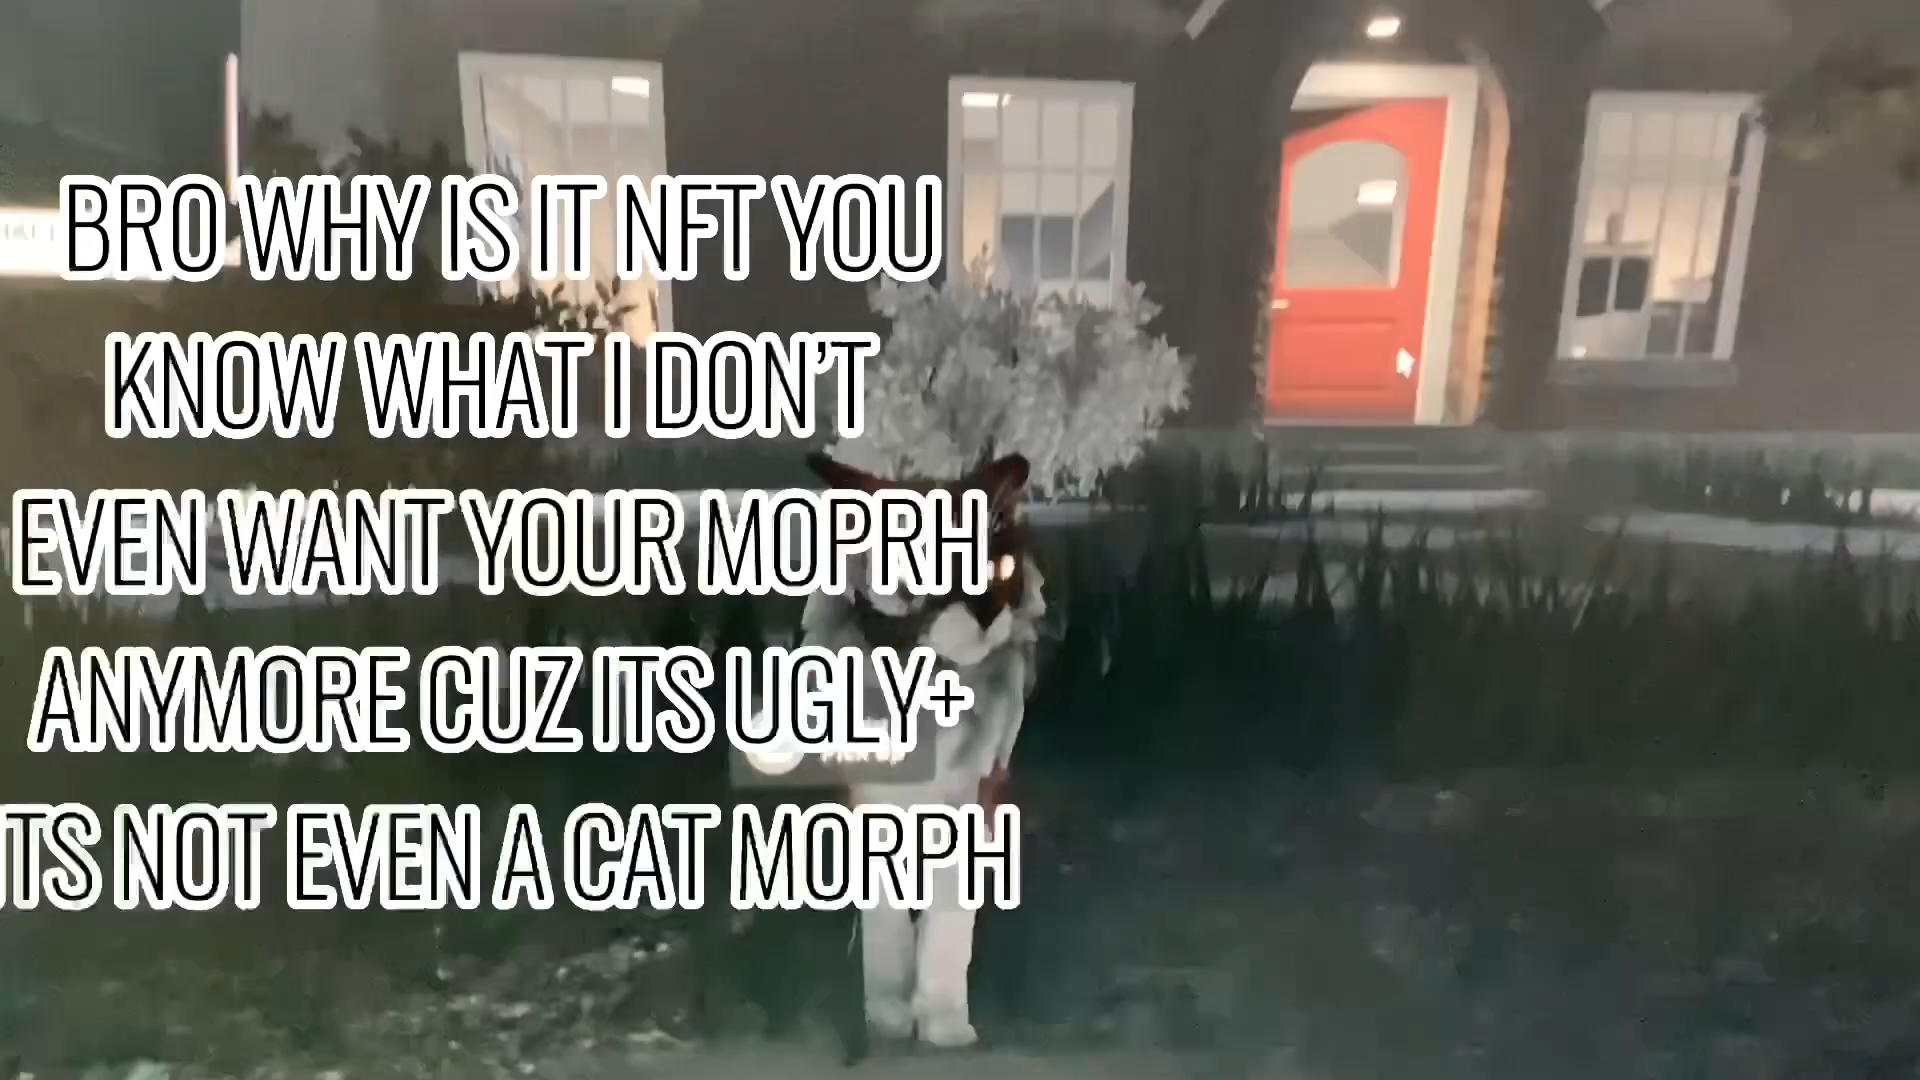 BRO WHY IS IT NFT YOU
KNOW WHAT I DON'T
EVEN WANT YOUR MOPRH
ANYMORE CUZ ITS UGLY+
ITS NOT EVEN A CAT MORPH